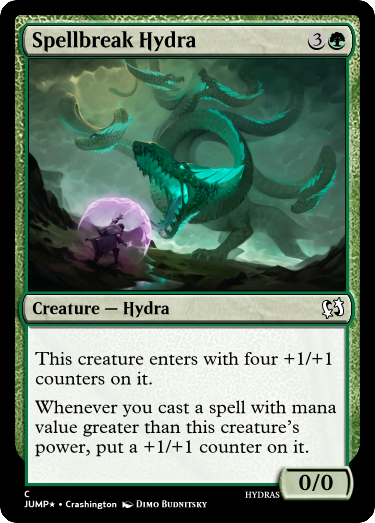 Spellbreak Hydra 3
Creature — Hydra
This creature enters with four +1/+1
counters on it.
Whenever you cast a spell with mana
value greater than this creature's
power, put a +1/+1 counter on it.
0/0
C
HYDRAS
JUMP★ • Crashington Dimo Budnitsky